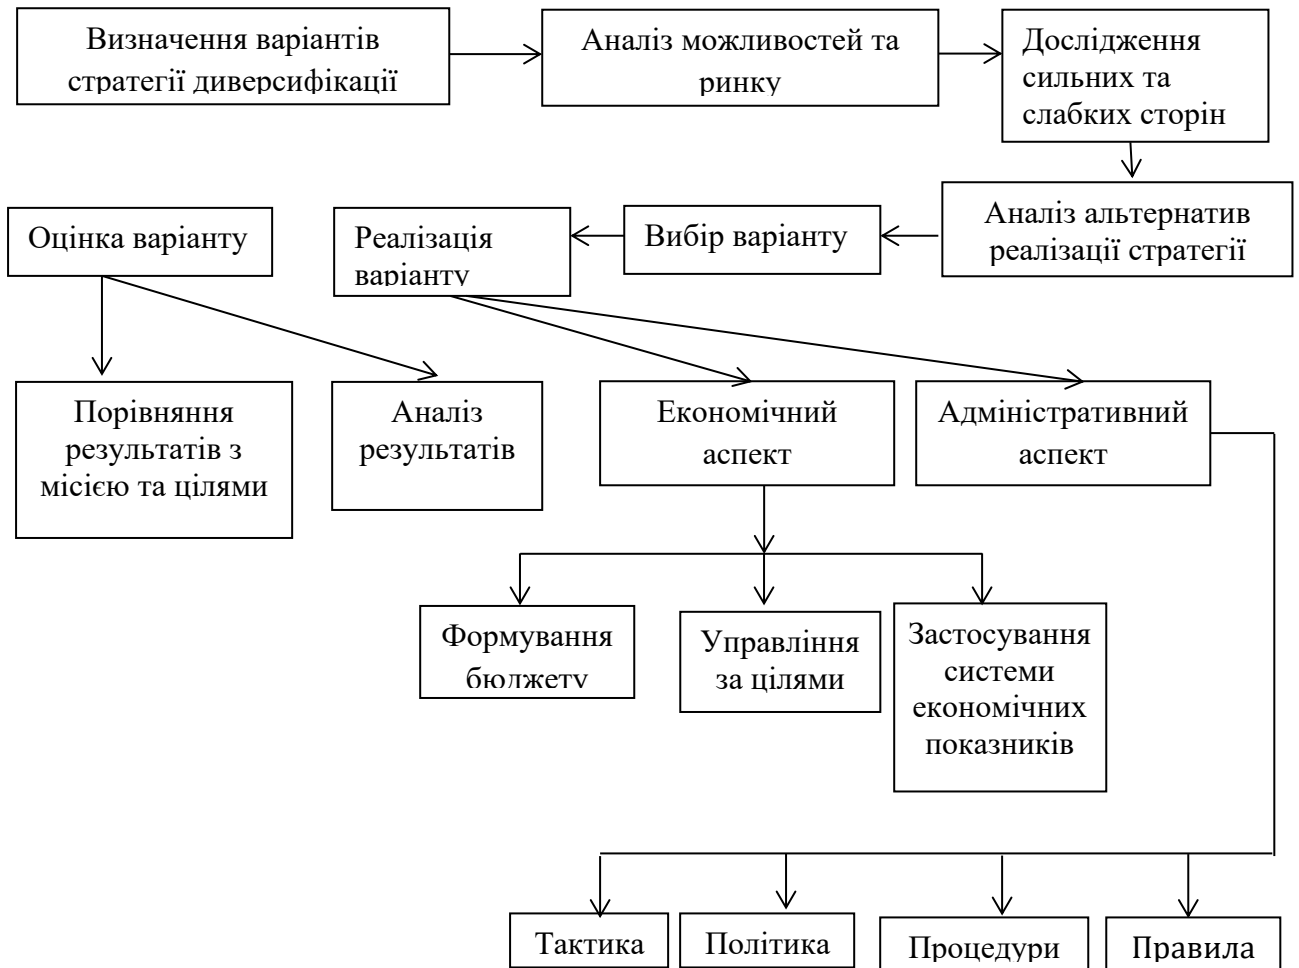 Визначення варіантів
стратегії диверсифікації
Аналіз можливостей та
ринку
Дослідження
сильних та
слабких сторін
Аналіз альтернатив
реалізації стратегії
Вибір варіанту
Реалізація
варіанту
Оцінка варіанту
Порівняння
результатів з
місією та цілями
Аналіз
результатів
Економічний
аспект
Адміністративний
аспект
Формування
бюджету
Управління
за цілями
Застосування
системи
економічних
показників
Тактика
Політика
Процедури
Правила